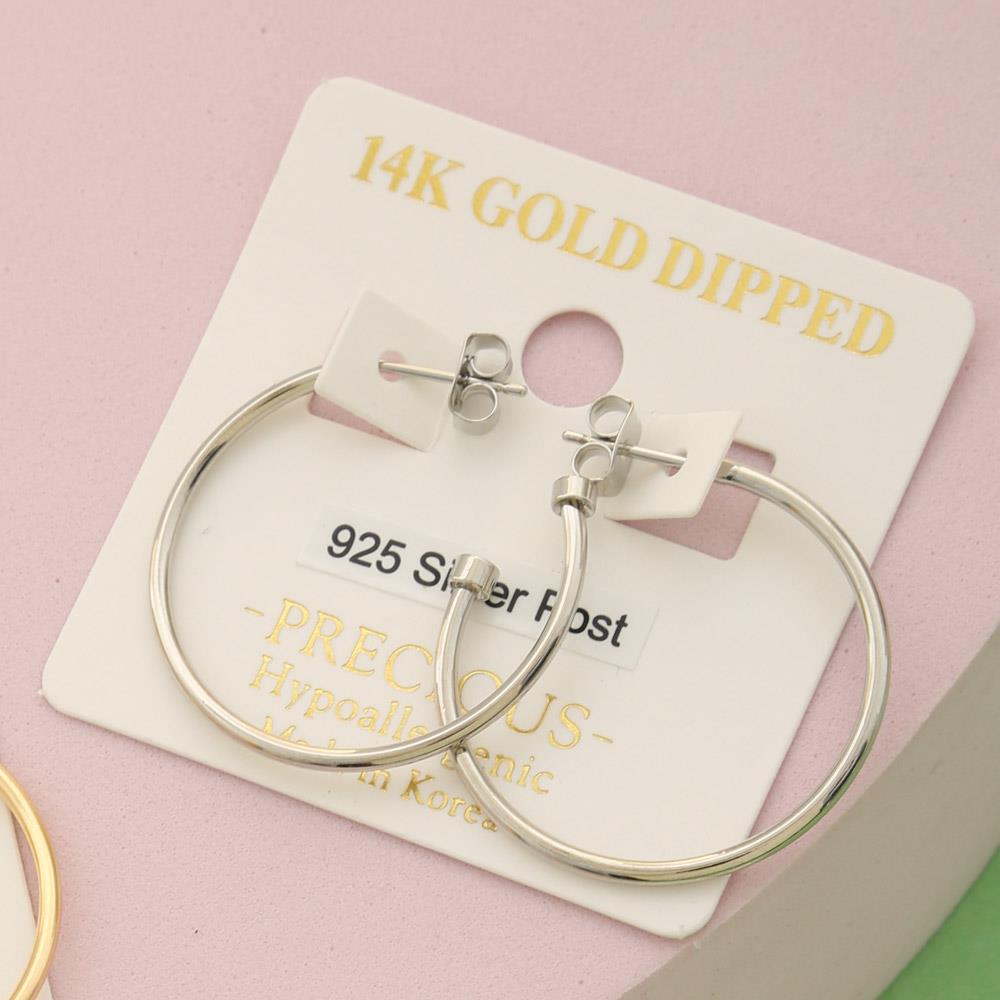 14K GOLD DIPPED
925 Silver Post
-PRECIOUS-
Hypoallergenic
Made in Korea